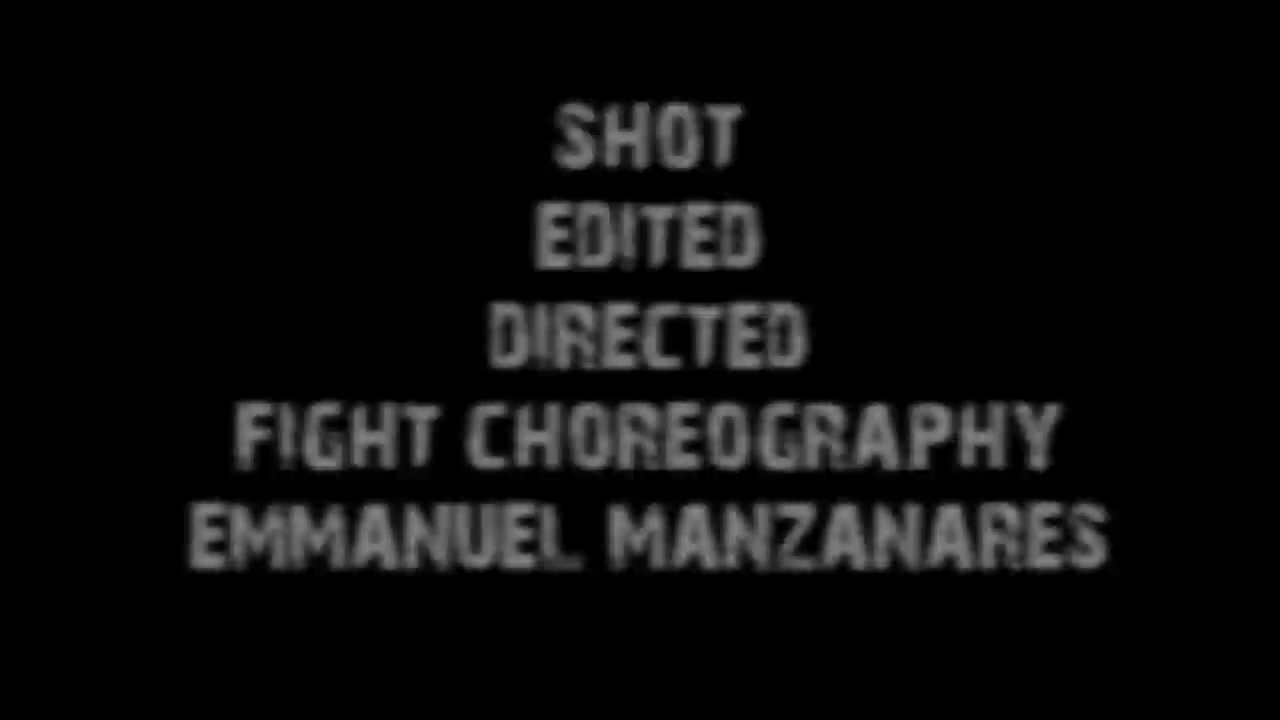 SHOT
EDITED
DIRECTED
FIGHT CHOREOGRAPHY
EMMANUEL MANZANARES